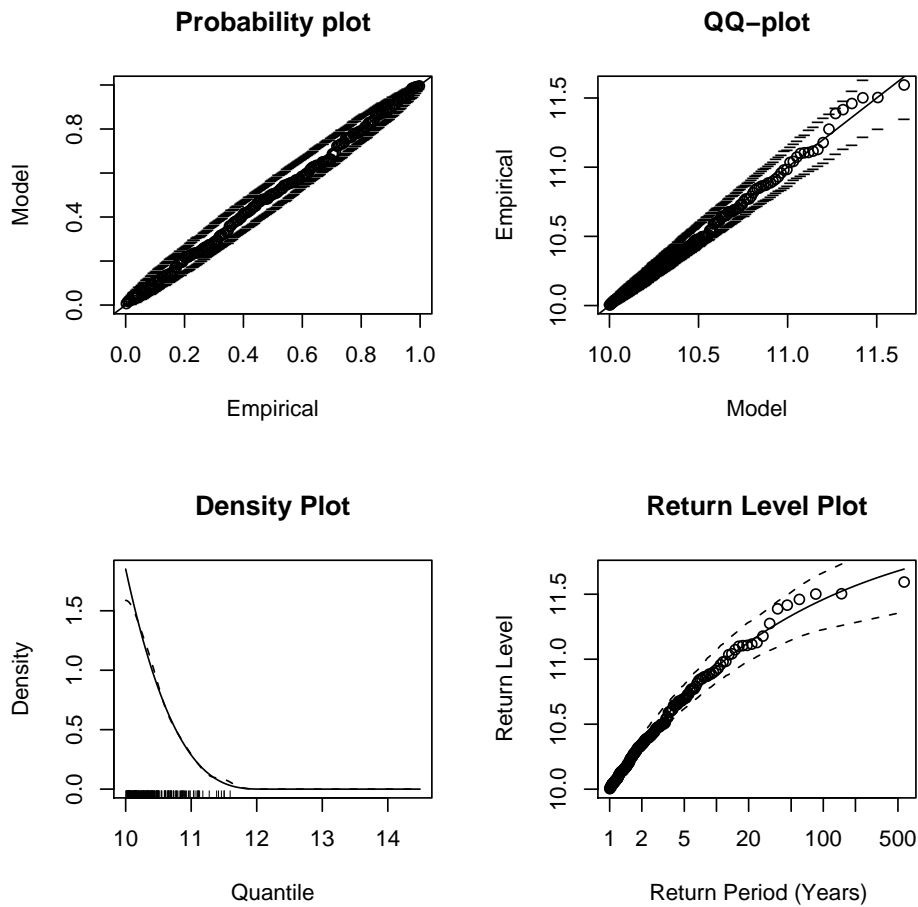 Probability plot
Model
0.0 0.4 0.8
0.0 0.2 0.4 0.6 0.8 1.0
Empirical
QQ−plot
Empirical
10.0 10.5 11.0 11.5
10.0 10.5 11.0 11.5
Model
Density Plot
Density
0.0 0.5 1.0 1.5
10 11 12 13 14
Quantile
Return Level Plot
Return Level
10.0 10.5 11.0 11.5
1 2 5 20 100 500
Return Period (Years)